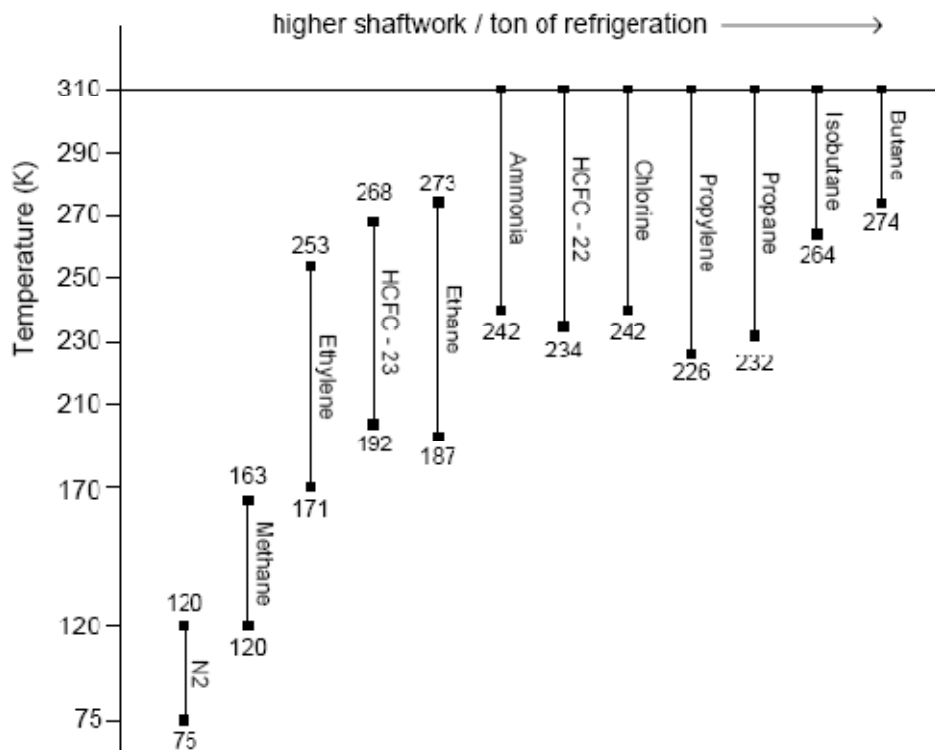 higher shaftwork / ton of refrigeration
Temperature (K)
310
290
270
250
230
210
170
120
75
120
N2
75
163
Methane
120
253
Ethylene
171
268
HCFC - 23
192
273
Ethane
187
Ammonia
242
HCFC - 22
234
Chlorine
242
Propylene
226
Propane
232
Isobutane
264
Butane
274